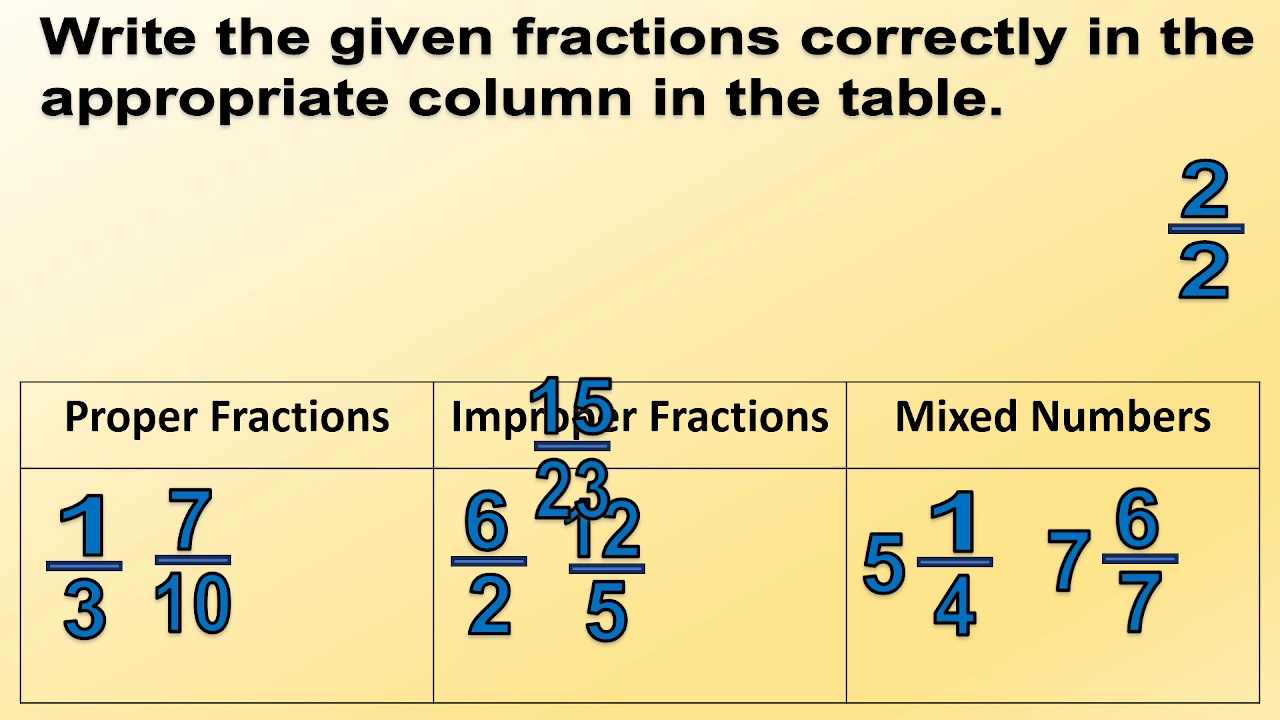 Write the given fractions correctly in the
appropriate column in the table.
2
2
Proper Fractions Improper Fractions Mixed Numbers
15
23
1 7 6 12 1 6
5 7
3 10 2 5 4 7